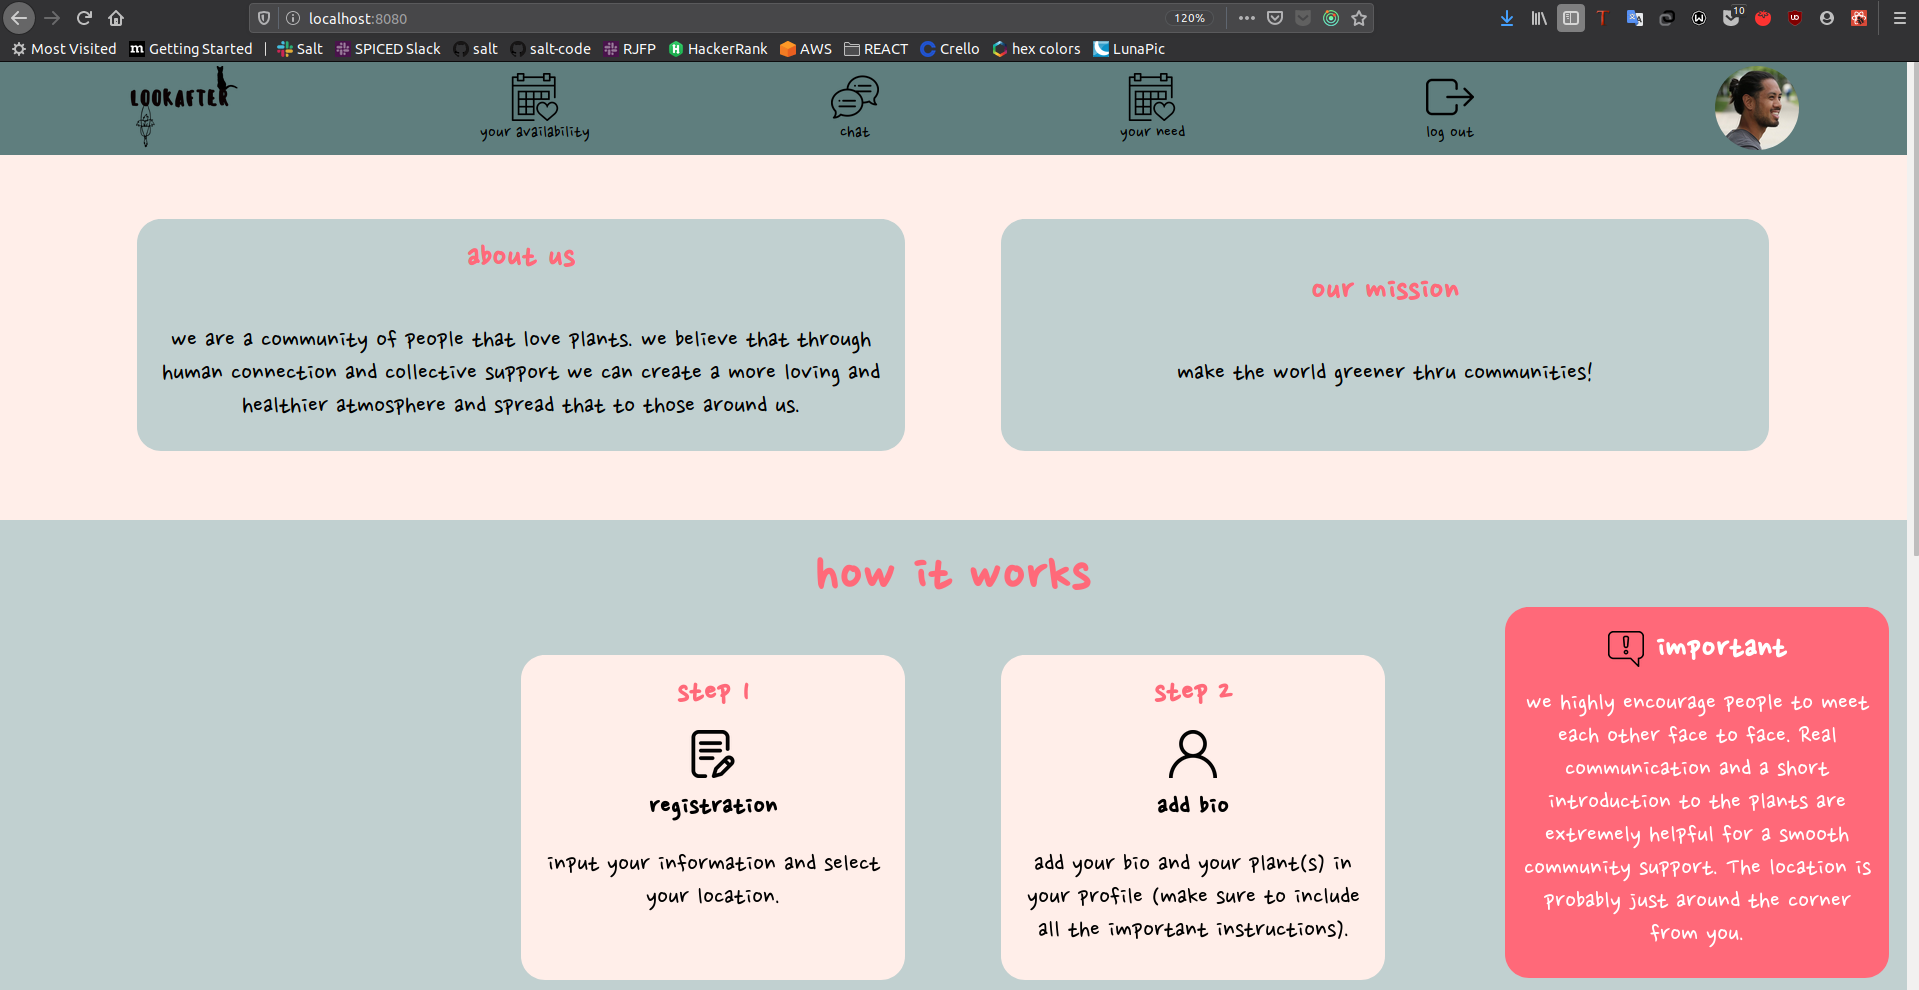 localhost:8080
120%
10
Most Visited
Getting Started
Salt
SPICED Slack
salt
salt-code
RJFP
HackerRank
AWS
REACT
Crello
hex colors
LunaPic
LOOKAFTER
your availability
chat
your need
log out
about us
we are a community of people that love plants. we believe that through
human connection and collective support we can create a more loving and
healthier atmosphere and spread that to those around us.
our mission
make the world greener thru communities!
how it works
step 1
registration
input your information and select
your location.
step 2
add bio
add your bio and your plant(s) in
your profile (make sure to include
all the important instructions).
important
we highly encourage people to meet
each other face to face. Real
communication and a short
introduction to the plants are
extremely helpful for a smooth
community support. The location is
probably just around the corner
from you.